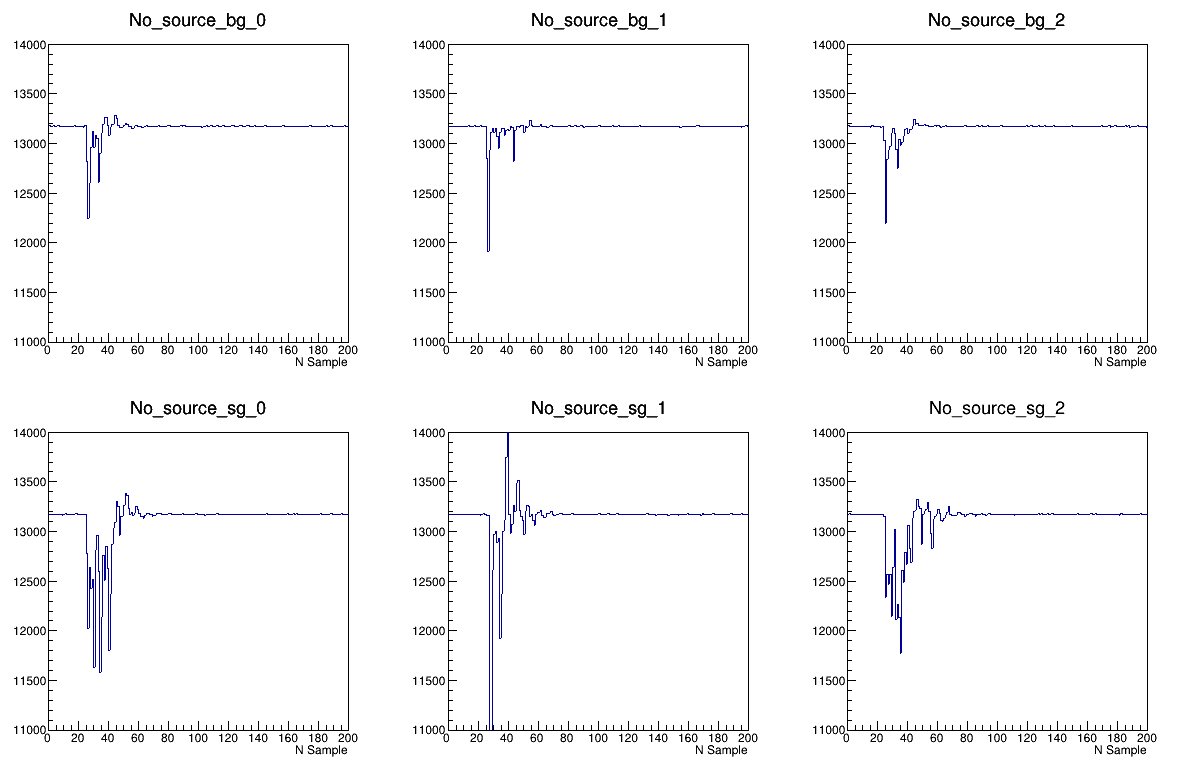 No_source_bg_0 No_source_bg_1 No_source_bg_2
14000 14000 14000
13500 13500 13500
13000 13000 13000
12500 12500 12500
12000 12000 12000
11500 11500 11500
11000 11000 11000
0 20 40 60 80 100 120 140 160 180 200 0 20 40 60 80 100 120 140 160 180 200 0 20 40 60 80 100 120 140 160 180 200
N Sample N Sample N Sample
No_source_sg_0 No_source_sg_1 No_source_sg_2
14000 14000 14000
13500 13500 13500
13000 13000 13000
12500 12500 12500
12000 12000 12000
11500 11500 11500
11000 11000 11000
0 20 40 60 80 100 120 140 160 180 200 0 20 40 60 80 100 120 140 160 180 200 0 20 40 60 80 100 120 140 160 180 200
N Sample N Sample N Sample